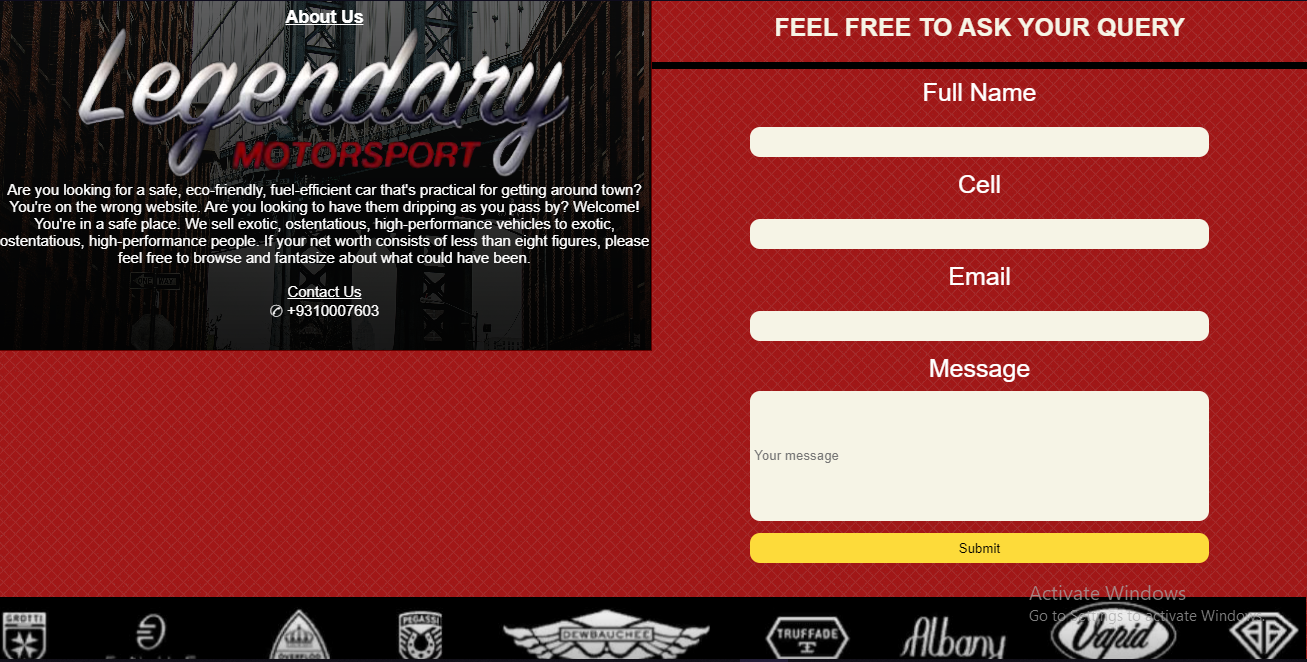 About Us
Legendary
MOTORSPORT
Are you looking for a safe, eco-friendly, fuel-efficient car that's practical for getting around town?
You're on the wrong website. Are you looking to have them dripping as you pass by? Welcome!
You're in a safe place. We sell exotic, ostentatious, high-performance vehicles to exotic,
ostentatious, high-performance people. If your net worth consists of less than eight figures, please
feel free to browse and fantasize about what could have been.
ONE WAY
Contact Us
✆ +9310007603
FEEL FREE TO ASK YOUR QUERY
Full Name
Cell
Email
Message
Your message
Submit
Activate Windows
Go to Settings to activate Windows.
GROTTI
OVERFLOD
PEGASSI
DEWBAUCHEE
TRUFFADE
Albany
Vapid